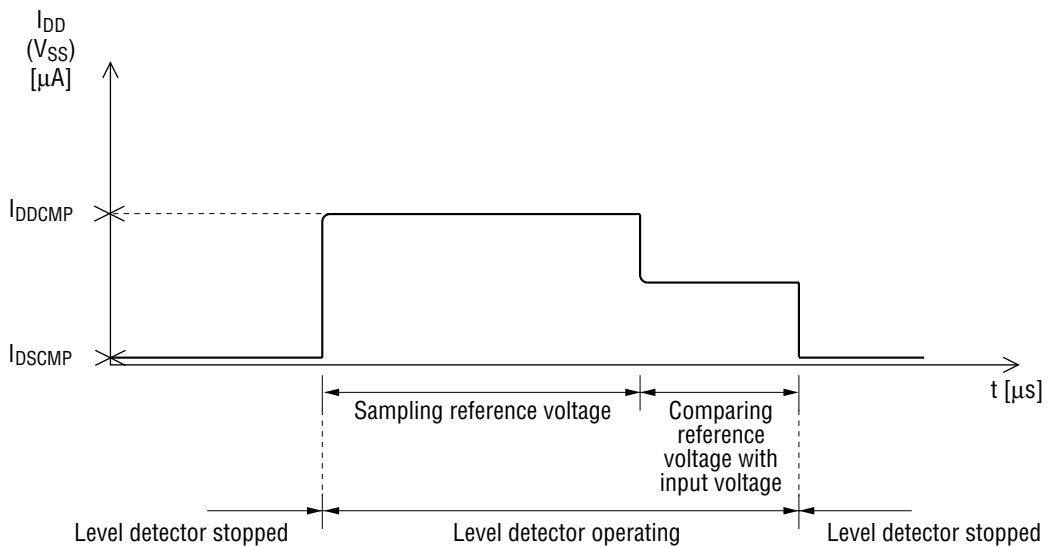 IDD
(VSS)
[μA]
IDDCMP
IDSCMP
t [μs]
Sampling reference voltage
Comparing
reference
voltage with
input voltage
Level detector stopped
Level detector operating
Level detector stopped